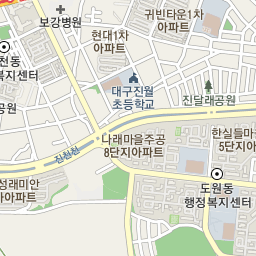 보강병원
귀빈타운1차
아파트
현대1차
아파트
천동
복지센터
대구진월
초등학교
공원
진달래공원
나래마을주공
8단지아파트
한실들마
5단지아
진천천
성래미안
아파트
도원동
행정복지센터